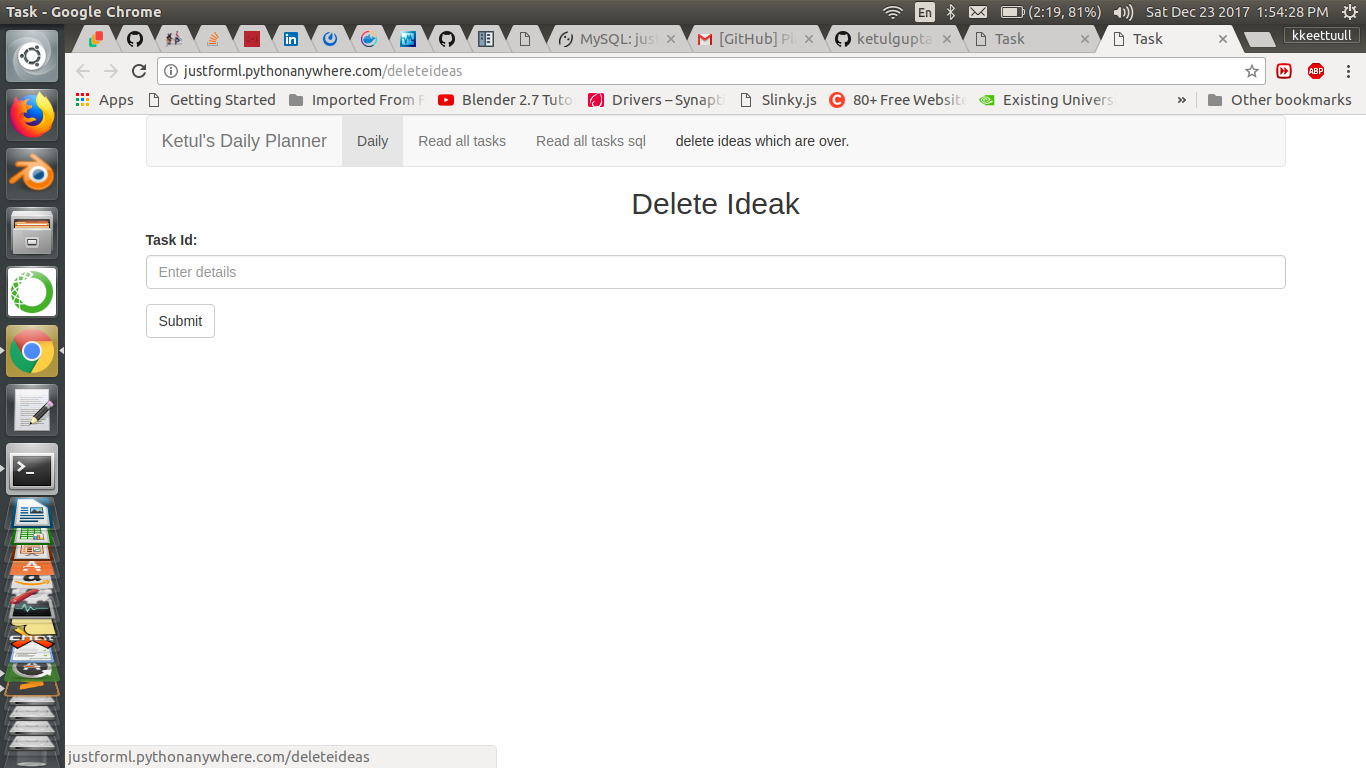 Task - Google Chrome
En
(2:19, 81%)
Sat Dec 23 2017 1:54:28 PM
MySQL: jus
[GitHub] Pl
ketulgupta
Task
Task
kkeettuull
justforml.pythonanywhere.com/deleteideas
ABP
Apps
Getting Started
Imported From F
Blender 2.7 Tuto
Drivers – Synapti
Slinky.js
80+ Free Website
Existing Univers
»
Other bookmarks
Ketul's Daily Planner
Daily
Read all tasks
Read all tasks sql
delete ideas which are over.
Delete Ideak
Task Id:
Enter details
Submit
justforml.pythonanywhere.com/deleteideas